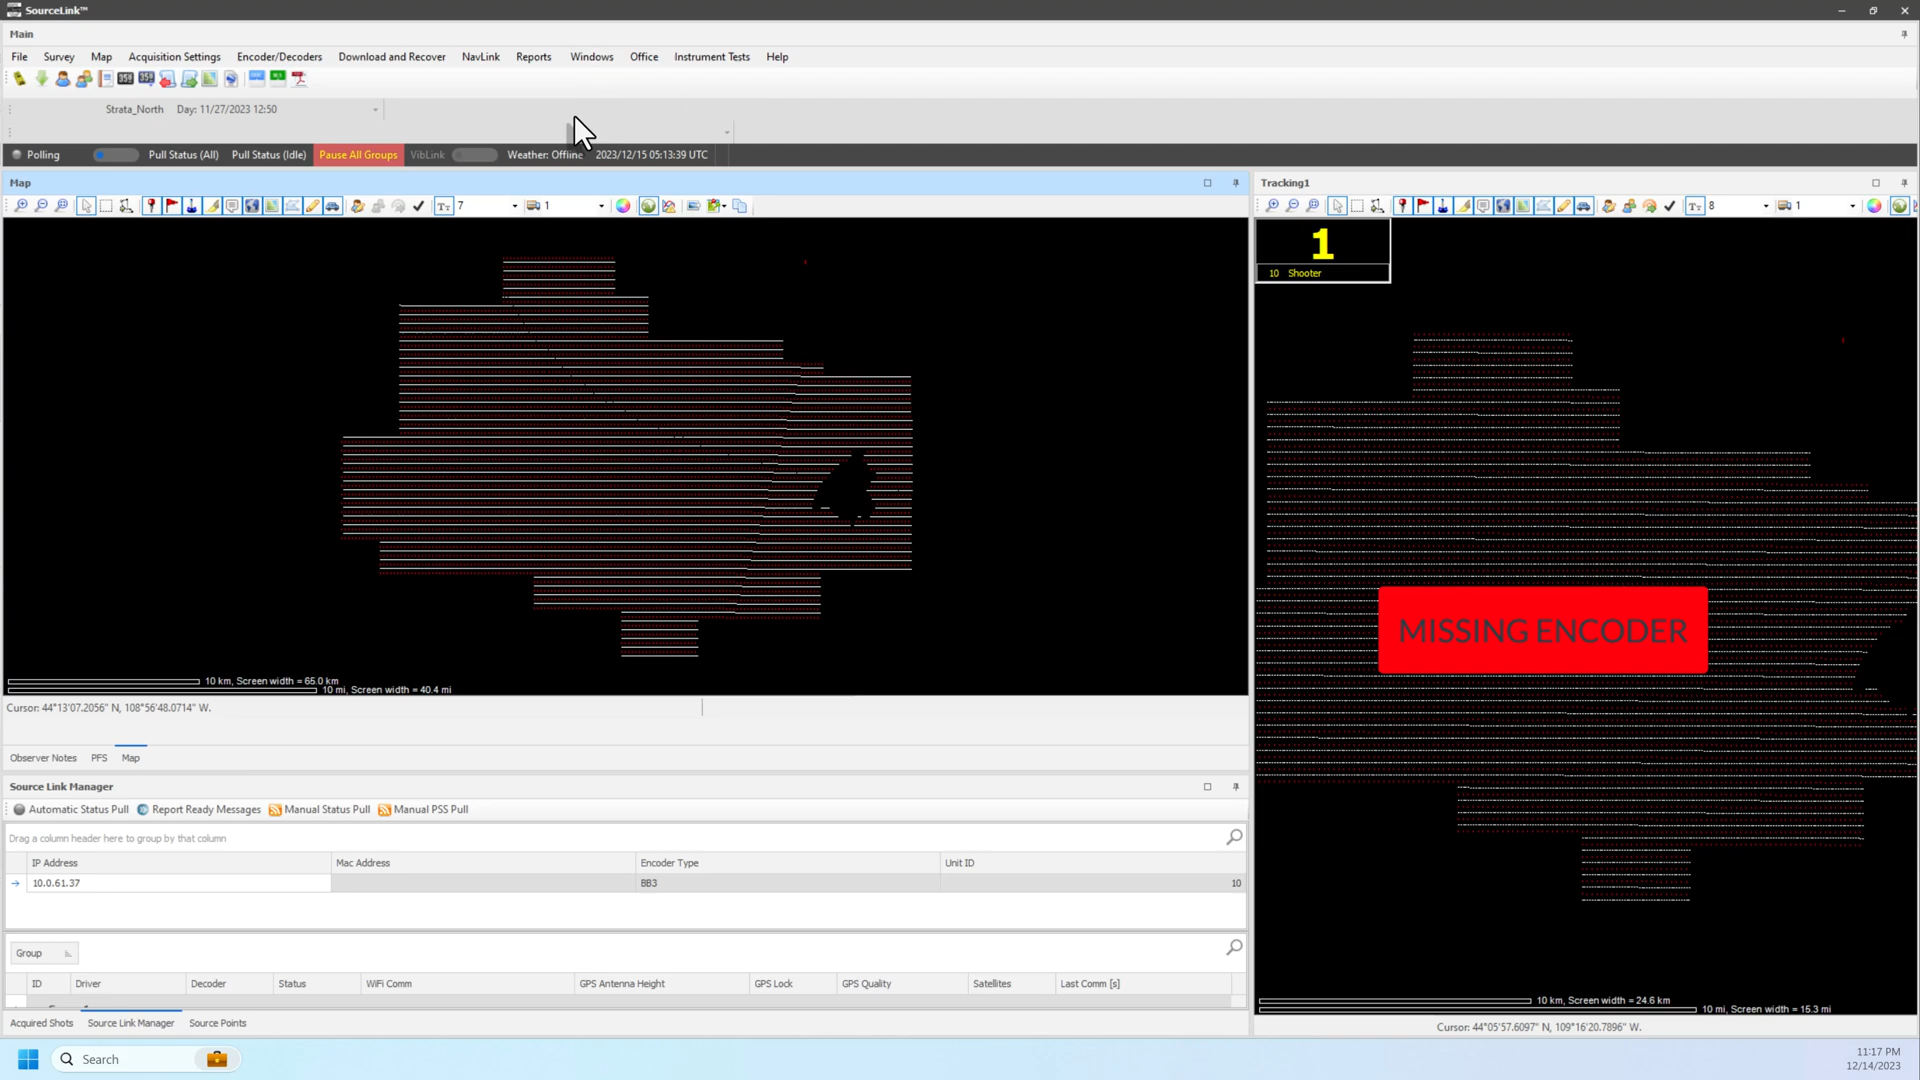 SourceLink™
Main
File Survey Map Acquisition Settings Encoder/Decoders Download and Recover NavLink Reports Windows Office Instrument Tests Help
Strata_North Day: 11/27/2023 12:50
Polling Pull Status (All) Pull Status (Idle) Pause All Groups VibLink Weather: Offline 2023/12/15 05:13:39 UTC
Map
7 1
10 km, Screen width = 65.0 km
10 mi, Screen width = 40.4 mi
Cursor: 44°13'07.2056" N, 108°56'48.0714" W.
Observer Notes PFS Map
Source Link Manager
Automatic Status Pull Report Ready Messages Manual Status Pull Manual PSS Pull
Drag a column header here to group by that column
IP Address Mac Address Encoder Type Unit ID
10.0.61.37 BB3 10
Group
ID Driver Decoder Status WiFi Comm GPS Antenna Height GPS Lock GPS Quality Satellites Last Comm [s]
Acquired Shots Source Link Manager Source Points
Tracking1
8 1
1
10 Shooter
MISSING ENCODER
10 km, Screen width = 24.6 km
10 mi, Screen width = 15.3 mi
Cursor: 44°05'57.6097" N, 109°16'20.7896" W.
Search
11:17 PM
12/14/2023